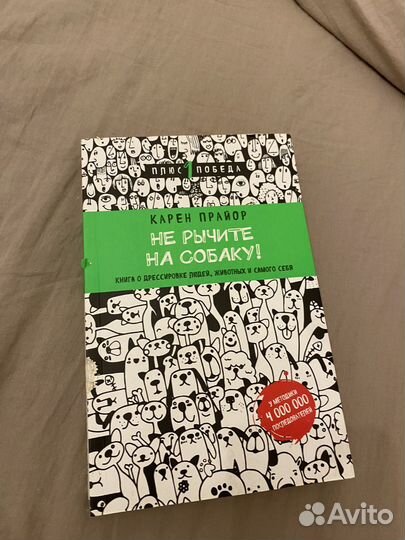 ПЛЮС 1 ПОБЕДА
КАРЕН ПРАЙОР
НЕ РЫЧИТЕ
НА СОБАКУ!
КНИГА О ДРЕССИРОВКЕ ЛЮДЕЙ, ЖИВОТНЫХ И САМОГО СЕБЯ
У МЕТОДИКИ
4 000 000
ПОСЛЕДОВАТЕЛЕЙ
Avito